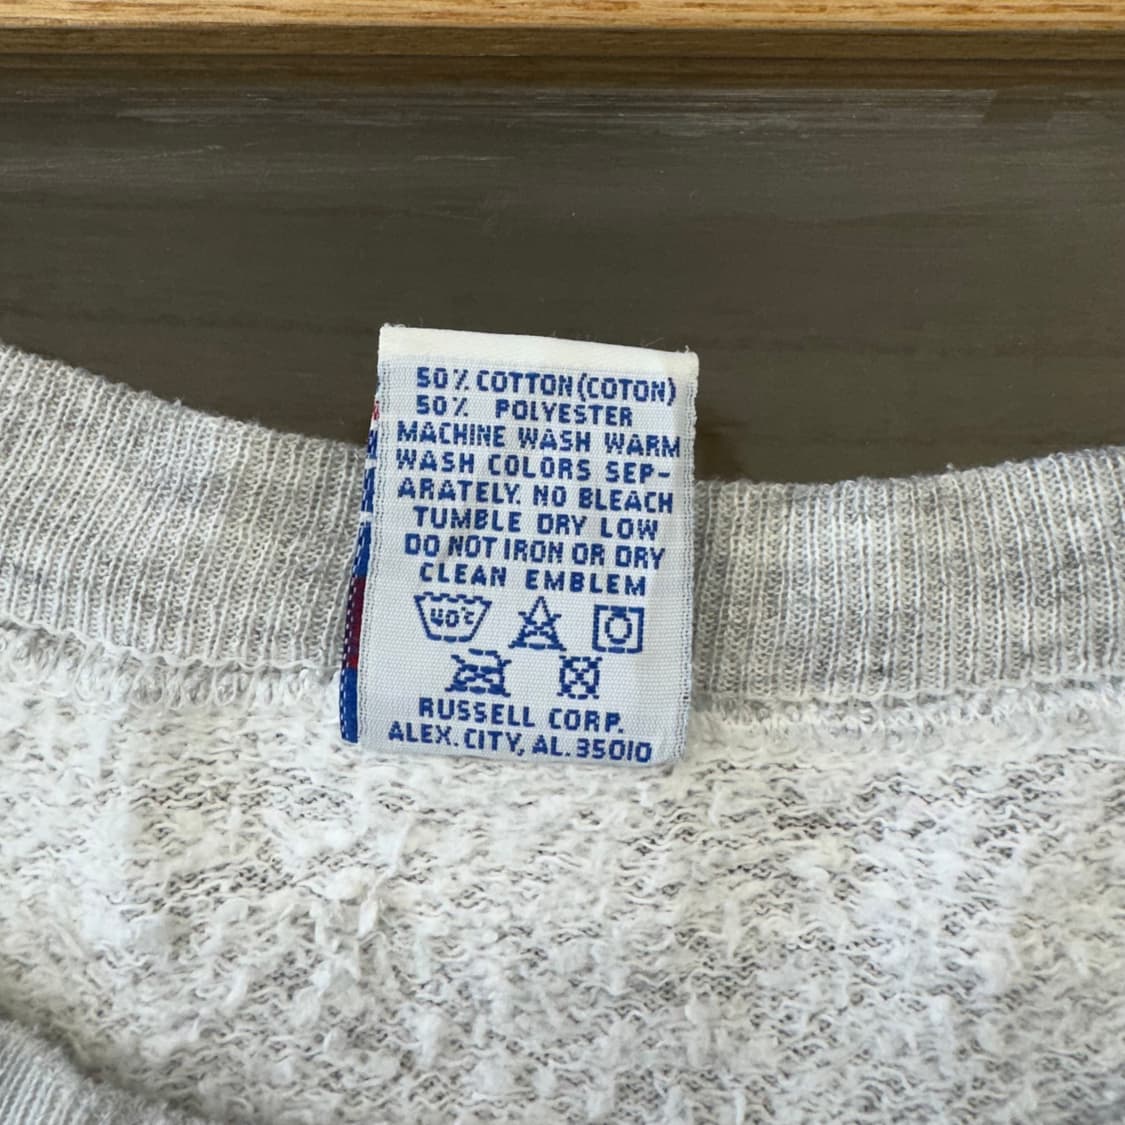 50% COTTON (COTON)
50% POLYESTER
MACHINE WASH WARM
WASH COLORS SEP-
ARATELY. NO BLEACH
TUMBLE DRY LOW
DO NOT IRON OR DRY
CLEAN EMBLEM
40°C
RUSSELL CORP.
ALEX. CITY, AL. 35010